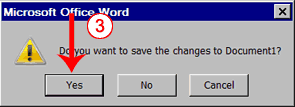 Microsoft Office Word
3
Do you want to save the changes to Document1?
Yes No Cancel